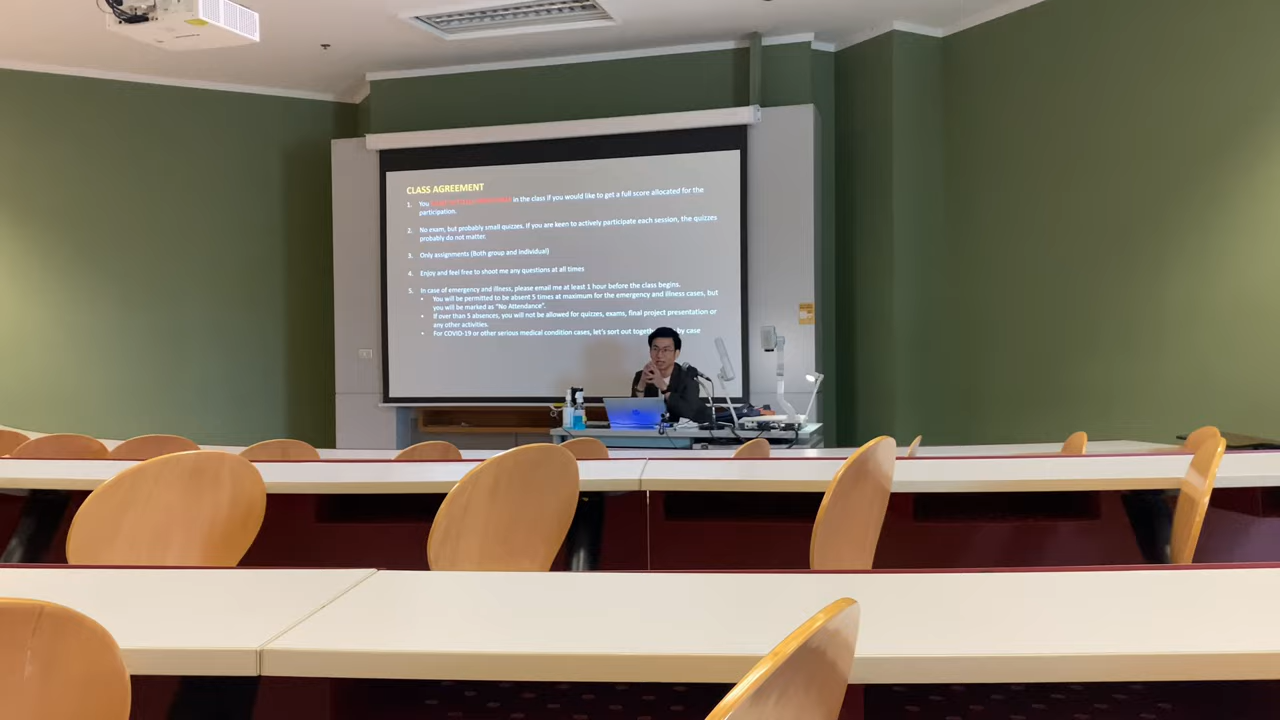 CLASS AGREEMENT
1. You in the class if you would like to get a full score allocated for the
participation.
2. No exam, but probably small quizzes. If you are keen to actively participate each session, the quizzes
probably do not matter.
3. Only assignments (Both group and individual)
4. Enjoy and feel free to shoot me any questions at all times
5. In case of emergency and illness, please email me at least 1 hour before the class begins.
• You will be permitted to be absent 5 times at maximum for the emergency and illness cases, but
you will be marked as "No Attendance".
• If over than 5 absences, you will not be allowed for quizzes, exams, final project presentation or
any other activities.
• For COVID-19 or other serious medical condition cases, let's sort out by case